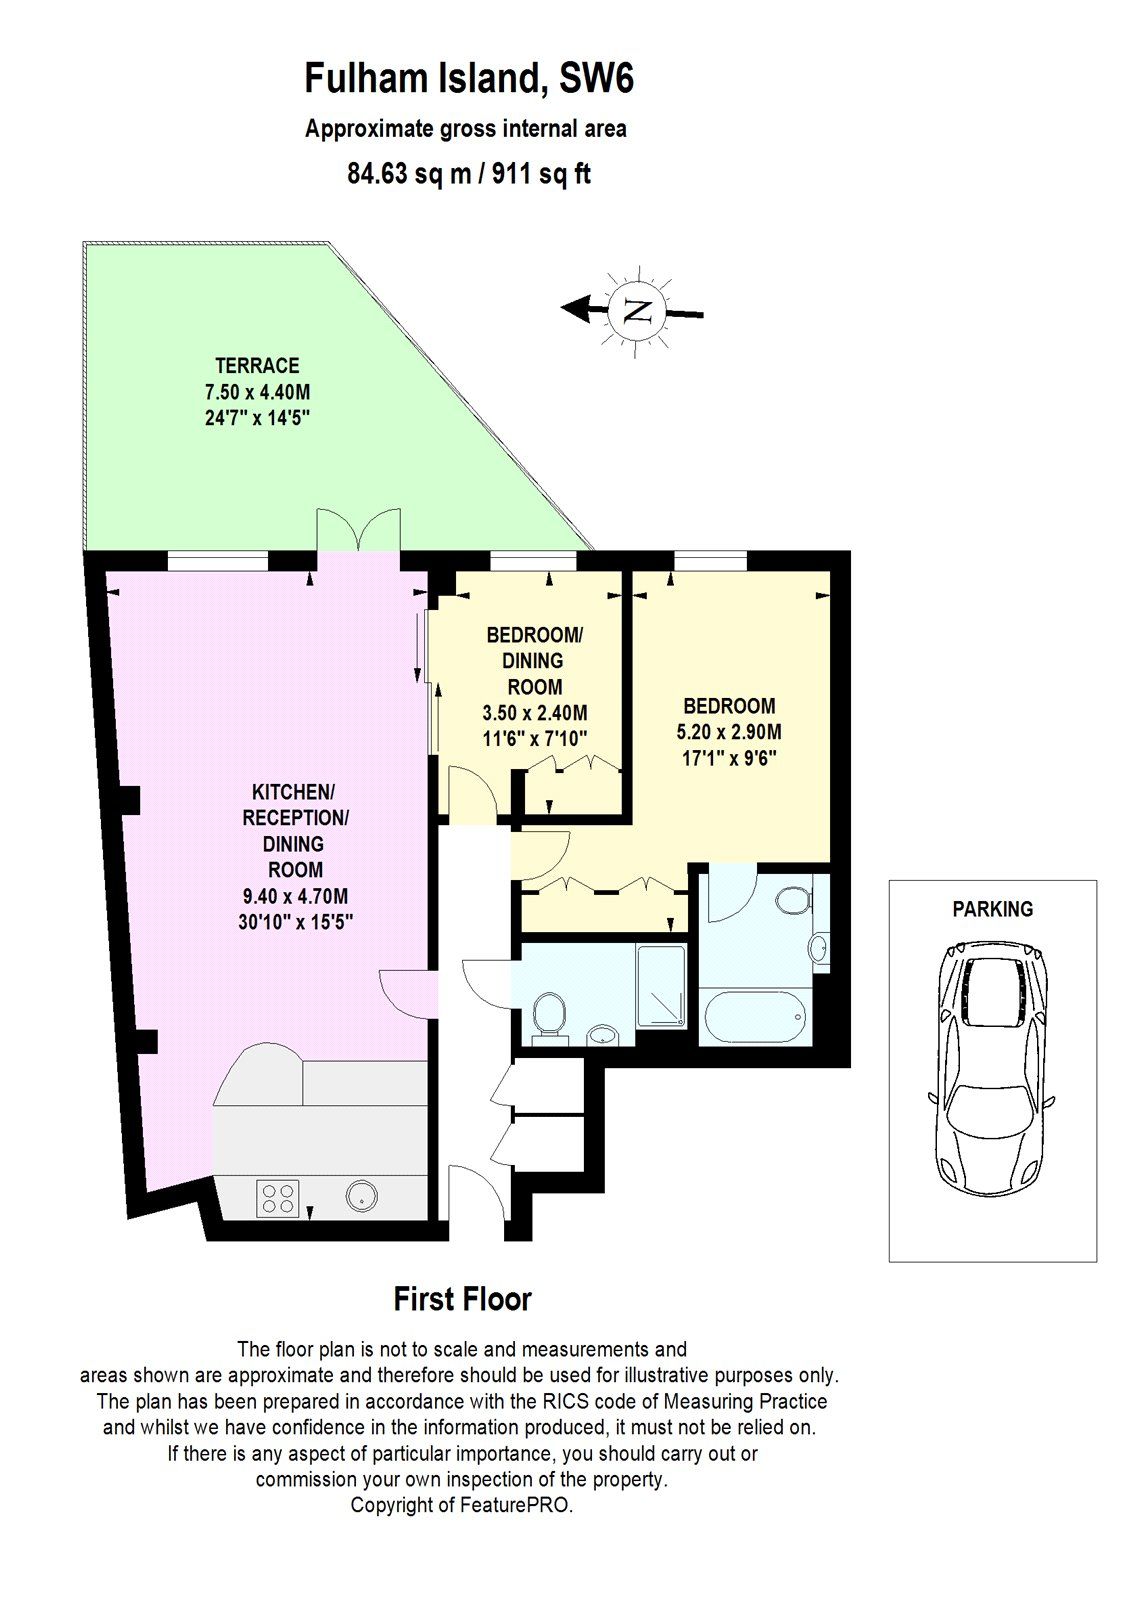 Fulham Island, SW6
Approximate gross internal area
84.63 sq m / 911 sq ft
N
TERRACE
7.50 x 4.40M
24'7" x 14'5"
BEDROOM/
DINING
ROOM
3.50 x 2.40M
11'6" x 7'10"
BEDROOM
5.20 x 2.90M
17'1" x 9'6"
KITCHEN/
RECEPTION/
DINING
ROOM
9.40 x 4.70M
30'10" x 15'5"
PARKING
First Floor
The floor plan is not to scale and measurements and
areas shown are approximate and therefore should be used for illustrative purposes only.
The plan has been prepared in accordance with the RICS code of Measuring Practice
and whilst we have confidence in the information produced, it must not be relied on.
If there is any aspect of particular importance, you should carry out or
commission your own inspection of the property.
Copyright of FeaturePRO.